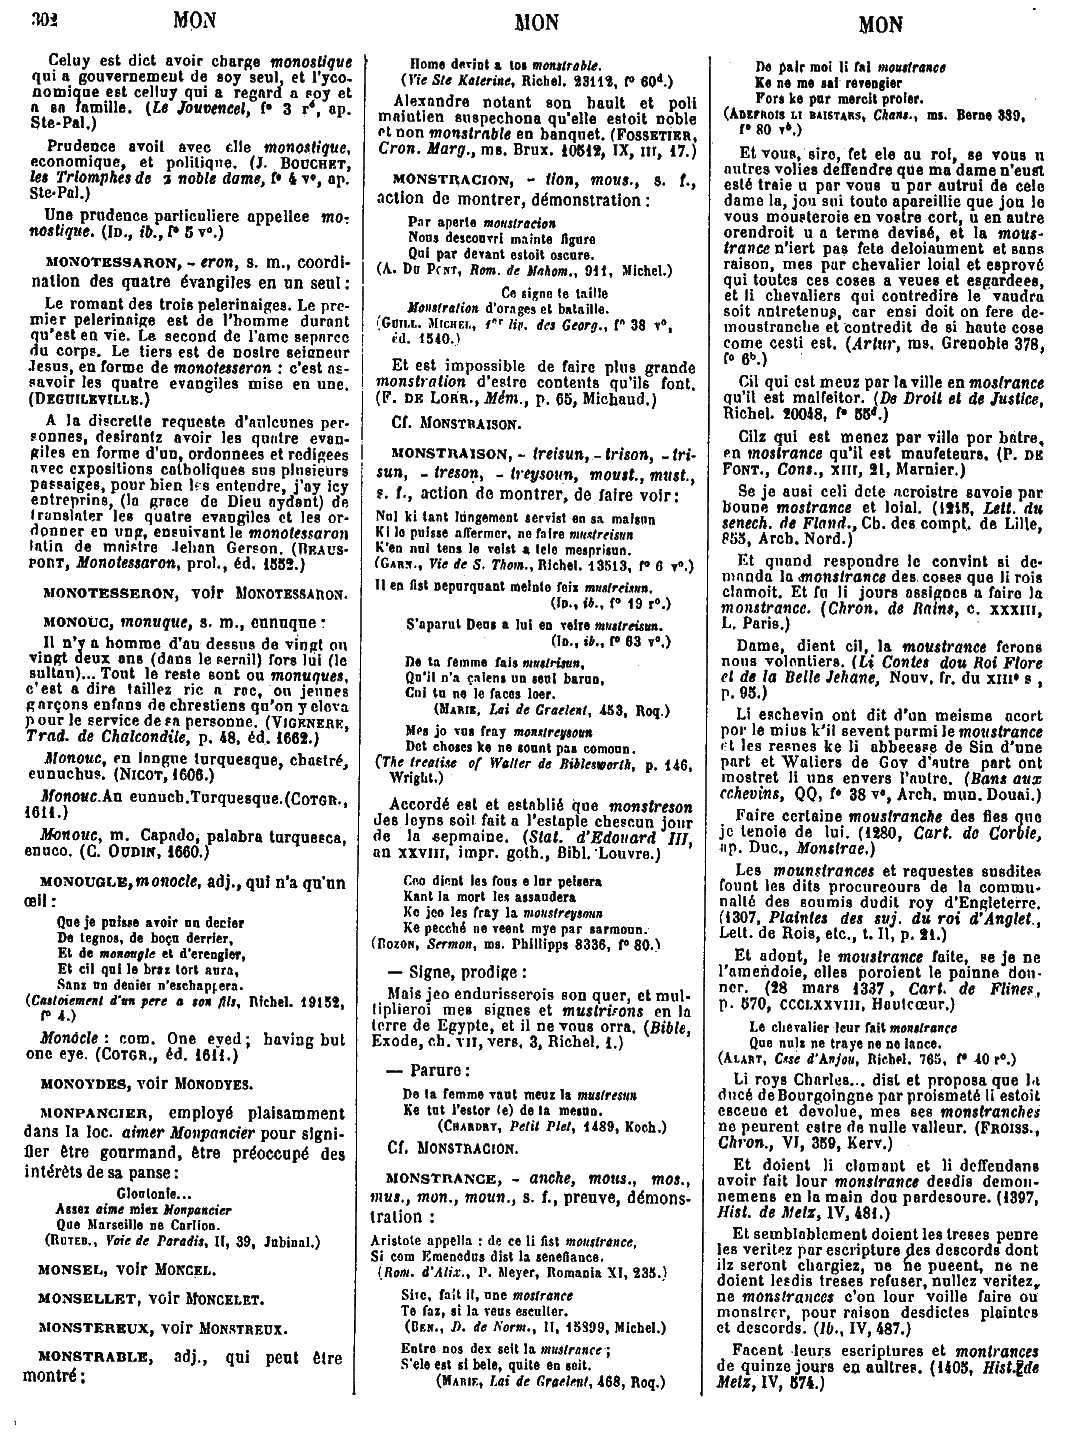 302 MON MON MON
Celuy est dict avoir charge monostique
qui a gouvernement de soy seul, et l'yco-
nomique est celluy qui a regard a soy et
a sa famille. (Le Jouvencel, f° 3 r°, ap.
Ste-Pal.)
Prudence avoit avec elle monostique,
economique, et politique. (J. BOUCHET,
les Triomphes de noble dame, f° 4 v°, ap.
Ste-Pal.)
Une prudence particuliere appellee mo-
nostique. (ID., ib., f° 5 v°.)
MONOTESSARON, - eron, s. m., coordi-
nation des quatre évangiles en un seul :
Le romant des trois pelerinaiges. Le pre-
mier pelerinaige est de l'homme durant
qu'est en vie. Le second de l'ame separee
du corps. Le tiers est de nostre seigneur
Jesus, en forme de monotesseron : c'est as-
savoir les quatre evangiles mise en une.
(DEGUILEVILLE.)
A la discrette requeste d'aulcunes per-
sonnes, desirantz avoir les quatre evan-
giles en forme d'un, ordonnees et redigees
avec expositions catholiques sus plusieurs
passaiges, pour bien les entendre, j'ay icy
entreprins, (la grace de Dieu aydant) de
translater les quatre evangiles et les or-
donner en ung, ensuivant le monotessaron
latin de maistre Jehan Gerson. (BEAUS-
PONT, Monotessaron, prol., éd. 1552.)
MONOTESSERON, voir MONOTESSARON.
MONOUC, monuque, s. m., eunuque :
Il n'y a homme d'au dessus de vingt ou
vingt deux ans (dans le serail) fors lui (le
sultan)... Tout le reste sont ou monuques,
c'est a dire taillez ric a rac, ou jeunes
garçons enfans de chrestiens qu'on y eleva
pour le service de sa personne. (VIGENERE,
Trad. de Chalcondile, p. 48, éd. 1662.)
Monouc, en langue turquesque, chastré,
eunuchus. (NICOT, 1606.)
Monouc. An eunuch. Turquesque. (COTGR.,
1611.)
Monouc, m. Capado, palabra turquesca,
enuco. (C. OUDIN, 1660.)
MONOUGLE, monocle, adj., qui n'a qu'un
œil :
Que je puisse avoir un denier
De tegnos, de boçu derrier,
Et de monougle et d'erengier,
Et cil qui le braz tort aura,
Sanz un denier n'eschappera.
(Castoiement d'un pere a son fils, Richel. 19152,
f° 4.)
Monócle : com. One eyed; having but
one eye. (COTGR., éd. 1611.)
MONOYDES, voir MONODYES.
MONPANCIER, employé plaisamment
dans la loc. aimer Monpancier pour signi-
fier être gourmand, être préoccupé des
intérêts de sa panse :
Gloutonie...
Assez aime miex Monpancier
Que Marseille ne Carlion.
(RUTEB., Voie de Paradis, II, 39, Jubinal.)
MONSEL, voir MONCEL.
MONSELLET, voir MONCELET.
MONSTEREUX, voir MONSTREUX.
MONSTRABLE, adj., qui peut être
montré :
Home devint a tos monstrable.
(Vie Ste Katerine, Richel. 23112, f° 60d.)
Alexandre notant son hault et poli
maintien suspechona qu'elle estoit noble
et non monstrable en banquet. (FOSSETIER,
Cron. Marg., ms. Brux. 10512, IX, III, 17.)
MONSTRACION, - tion, mous., s. f.,
action de montrer, démonstration :
Par aperte moustracion
Nous descouvri mainte figure
Qui par devant estoit oscure.
(A. DU PONT, Rom. de Mahom., 911, Michel.)
Ce signe te taille
Monstration d'orages et bataille.
(GUILL. MICHEL, 1er liv. des Georg., f° 38 v°,
éd. 1540.)
Et est impossible de faire plus grande
monstration d'estre contents qu'ils font.
(F. DE LORR., Mém., p. 65, Michaud.)
Cf. MONSTRAISON.
MONSTRAISON, - treisun, - trison, - tri-
sun, - treson, - treysoun, moust., must.,
s. f., action de montrer, de faire voir :
Nul ki tant lungement servist en sa maisun
Ki le puisse affermer, ne faire mustreisun
K'en nul tens le veist a tele mesprisun.
(GARN., Vie de S. Thom., Richel. 13513, f° 6 v°.)
Il en fist nepurquant meinte feiz mustreisun.
(ID., ib., f° 19 r°.)
S'aparut Deus a lui en veire mustreisun.
(ID., ib., f° 63 v°.)
De ta femme fais mustrisun,
Qu'il n'a çalens un seul barun,
Cui tu ne le faces loer.
(MARIE, Lai de Graelent, 453, Roq.)
Mes jo vus fray monstreysoun
Det choses ke ne sount pas comoun.
(The treatise of Walter de Biblesworth, p. 146,
Wright.)
Accordé est et establié que monstreson
des leyns soit fait a l'estaple chescun jour
de la sepmaine. (Stat. d'Edouard III,
an XXVIII, impr. goth., Bibl. Louvre.)
Ceo dient les fous e lur peisera
Kant la mort les assaudera
Ke jeo les fray la moustreysoun
Ke pecché ne veent mye par sarmoun.
(BOZON, Sermon, ms. Phillipps 8336, f° 80.)
— Signe, prodige :
Mais jeo endurisserois son quer, et mul-
tiplieroi mes signes et mustrisons en la
terre de Egypte, et il ne vous orra. (Bible,
Exode, ch. VII, vers. 3, Richel. 1.)
— Parure :
De ta femme vaut meuz la mustresun
Ke tut l'estor (e) de ta mesun.
(CHARDRY, Petit Plet, 1489, Koch.)
Cf. MONSTRACION.
MONSTRANCE, - anche, mous., mos.,
mus., mon., moun., s. f., preuve, démons-
tration :
Aristote appella : de ce li fist moustrance,
Si com Emenedus dist la senefiance.
(Rom. d'Alix., P. Meyer, Romania XI, 235.)
Sire, fait il, une mostrance
Te faz, si la veus esculter.
(BEN., D. de Norm., II, 15399, Michel.)
Entre nos dex seit la mustrance ;
S'ele est si bele, quite en seit.
(MARIE, Lai de Graelent, 468, Roq.)
De pair moi li fai moustrance
Ke ne me sai revengier
Fors ke par mercit proier.
(ADEFROIS LI BAISTARS, Chans., ms. Berne 389,
f° 80 vb.)
Et vous, sire, fet ele au roi, se vous u
autres volies deffendre que ma dame n'eust
esté traie u par vous u par autrui de cele
dame la, jou sui toute apareillie que jou le
vous mousteroie en vostre cort, u en autre
orendroit u a terme devisé, et la mous-
trance n'iert pas fete deloiaument et sans
raison, mes par chevalier loial et esprové
qui toutes ces coses a veues et esgardees,
et li chevaliers qui contredire le vaudra
soit antretenus, car ensi doit on fere de-
moustranche et contredit de si haute cose
come cesti est. (Artur, ms. Grenoble 378,
f° 6b.)
Cil qui est meuz par la ville en mostrance
qu'il est malfeitor. (De Droit et de Justice,
Richel. 20048, f° 55d.)
Cilz qui est menez par ville por batre,
en mostrance qu'il est maufeteurs. (P. DE
FONT., Cons., XIII, 21, Marnier.)
Se je ausi celi dete acroistre savoie par
boune mostrance et loial. (1215, Lett. du
senech. de Fland., Ch. des compt. de Lille,
853, Arch. Nord.)
Et quand respondre le convint si de-
manda la monstrance des coses que li rois
clamoit. Et fu li jours assignes a faire la
monstrance. (Chron. de Rains, c. XXXIII,
L. Paris.)
Dame, dient cil, la moustrance ferons
nous volontiers. (Li Contes dou Roi Flore
et de la Belle Jehane, Nouv. fr. du XIIIe s.,
p. 95.)
Li eschevin ont dit d'un meisme acort
por le mius k'il sevent parmi le moustrance
et les resnes ke li abbeesse de Sin d'une
part et Waliers de Goy d'autre part ont
mostret li uns envers l'autre. (Bans aux
echevins, QQ, f° 38 v°, Arch. mun. Douai.)
Faire certaine moustranche des fies que
je tenoie de lui. (1280, Cart. de Corbie,
ap. Duc., Monstrae.)
Les mounstrances et requestes susdites
fount les dits procureours de la commu-
nalté des soumis dudit roy d'Engleterre.
(1307, Plaintes des suj. du roi d'Anglet.,
Lett. de Rois, etc., t. II, p. 21.)
Et adont, le moustrance faite, se je ne
l'amendoie, elles poroient le painne don-
ner. (28 mars 1337, Cart. de Flines,
p. 570, CCCLXXVIII, Hautcœur.)
Le chevalier leur fait monstrance
Que nulz ne traye ne ne lance.
(ALART, Csse d'Anjou, Richel. 765, f° 40 r°.)
Li roys Charles... dist et proposa que la
ducé de Bourgoingne par proismeté li estoit
esceue et devolue, mes ses monstranches
ne peurent estre de nulle valleur. (FROISS.,
Chron., VI, 359, Kerv.)
Et doient li clamant et li deffendans
avoir fait lour monstrance desdis demou-
nemens en la main dou pardesoure. (1397,
Hist. de Metz, IV, 481.)
Et semblablement doient les treses penre
les veritez par escripture des descords dont
ilz seront chargiez, ne ne pueent, ne ne
doient lesdis treses refuser, nullez veritez,
ne monstrances c'on lour voille faire ou
monstrer, pour raison desdictes plaintes
et descords. (Ib., IV, 487.)
Facent leurs escriptures et montrances
de quinze jours en aultres. (1405, Hist. de
Metz, IV, 574.)